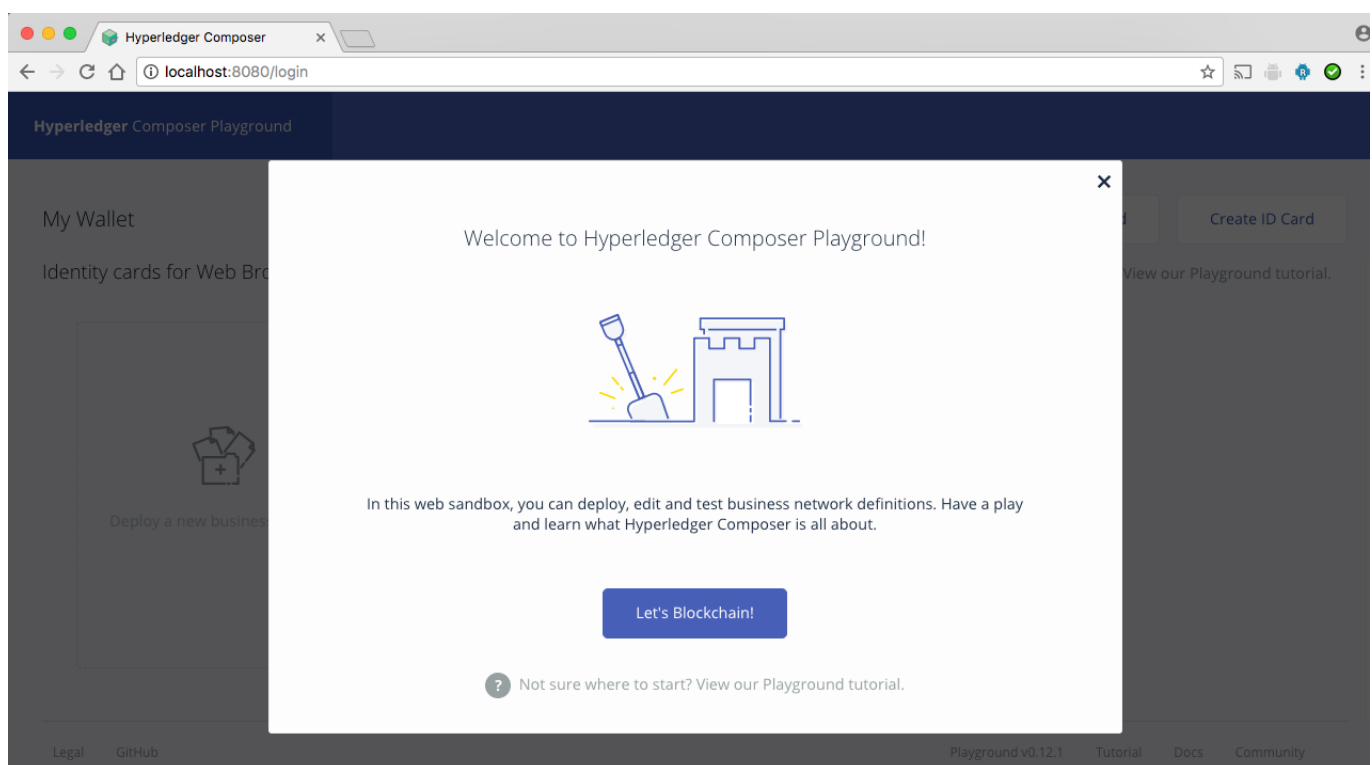 Hyperledger Composer
localhost:8080/login
Hyperledger Composer Playground
My Wallet
Create ID Card
Identity cards for Web Bro
View our Playground tutorial.
Welcome to Hyperledger Composer Playground!
In this web sandbox, you can deploy, edit and test business network definitions. Have a play
and learn what Hyperledger Composer is all about.
Deploy a new busines
Let's Blockchain!
? Not sure where to start? View our Playground tutorial.
Legal GitHub
Playground v0.12.1 Tutorial Docs Community